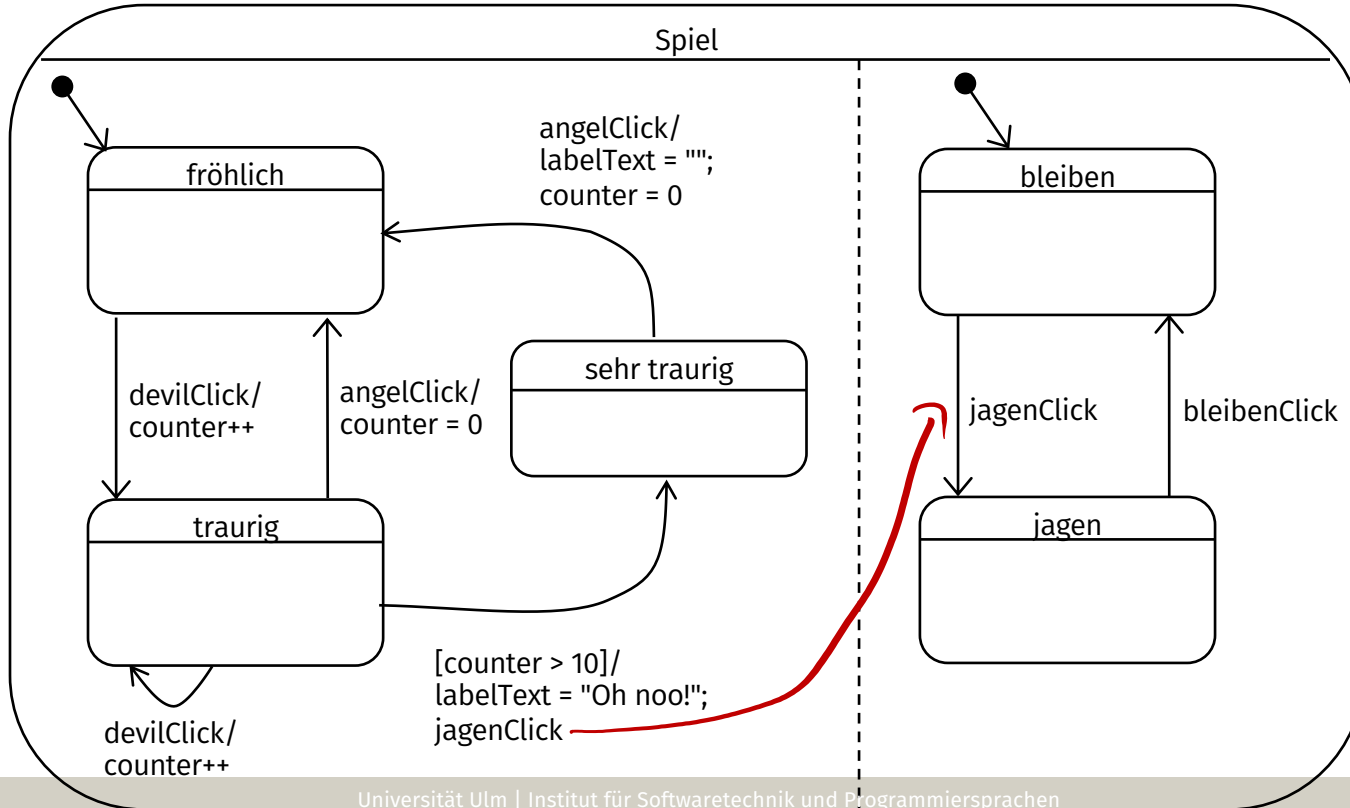 Spiel
fröhlich
angelClick/
labelText = "";
counter = 0
devilClick/
counter++
angelClick/
counter = 0
sehr traurig
traurig
devilClick/
counter++
[counter > 10]/
labelText = "Oh noo!";
jagenClick
bleiben
jagenClick
bleibenClick
jagen
Universität Ulm | Institut für Softwaretechnik und Programmiersprachen